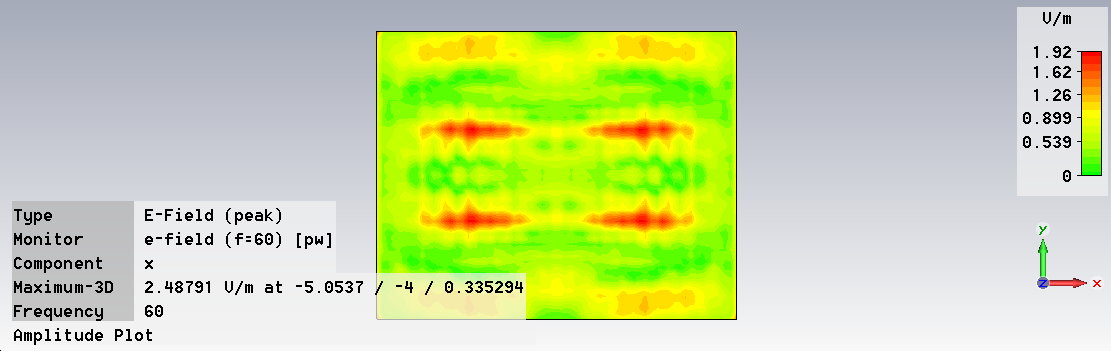 V/m
1.92
1.62
1.26
0.899
0.539
0
Type E-Field (peak)
Monitor e-field (f=60) [pw]
Component x
Maximum-3D 2.48791 V/m at -5.0537 / -4 / 0.335294
Frequency 60
Amplitude Plot
y
z x